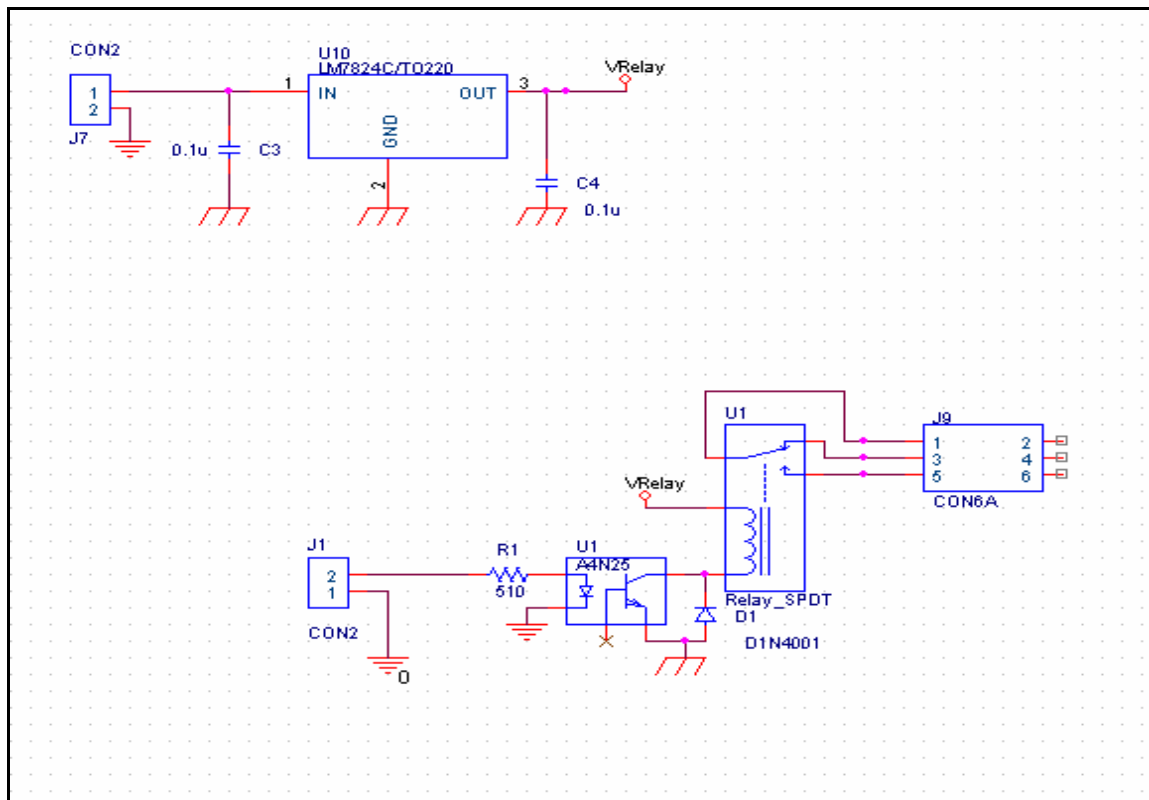 CON2
1
2
J7
0.1u
C3
U10
LM7824C/TO220
1
IN
OUT
3
GND
2
VRelay
C4
0.1u
U1
J9
1
2
3
4
5
6
CON6A
VRelay
Relay_SPDT
D1
D1N4001
J1
2
1
CON2
R1
510
U1
A4N25
0